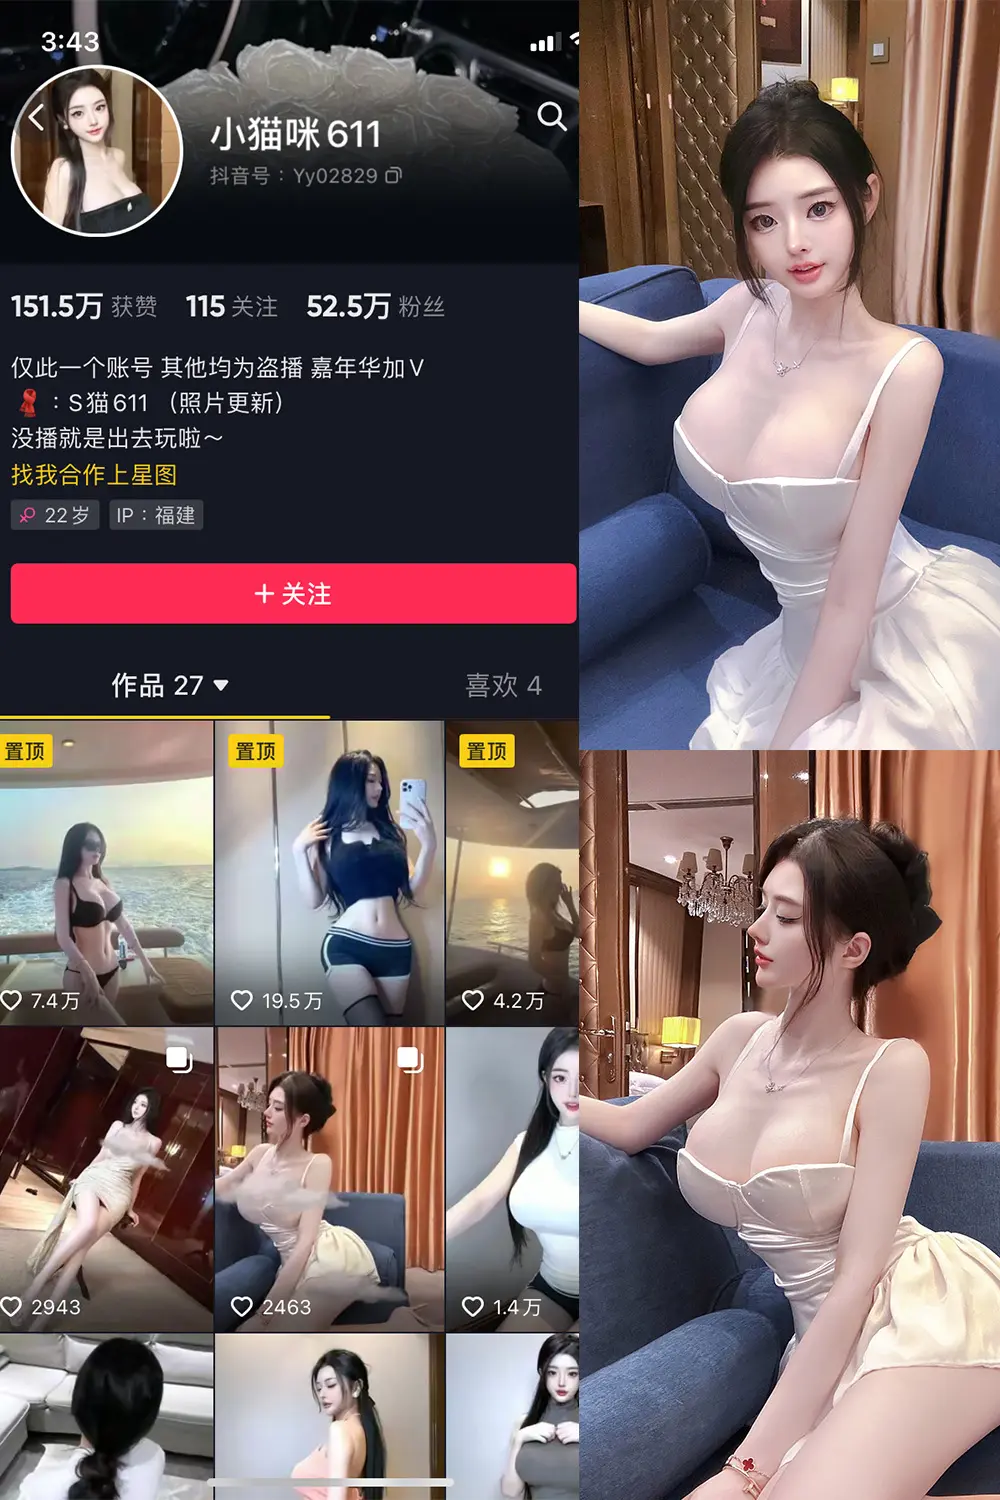 3:43
小猫咪611
抖音号：Yy02829
151.5万 获赞 115 关注 52.5万 粉丝
仅此一个账号 其他均为盗播 嘉年华加V
：S猫611 （照片更新）
没播就是出去玩啦～
找我合作上星图
22岁 IP：福建
＋关注
作品 27 喜欢 4
置顶 置顶 置顶
7.4万 19.5万 4.2万
2943 2463 1.4万